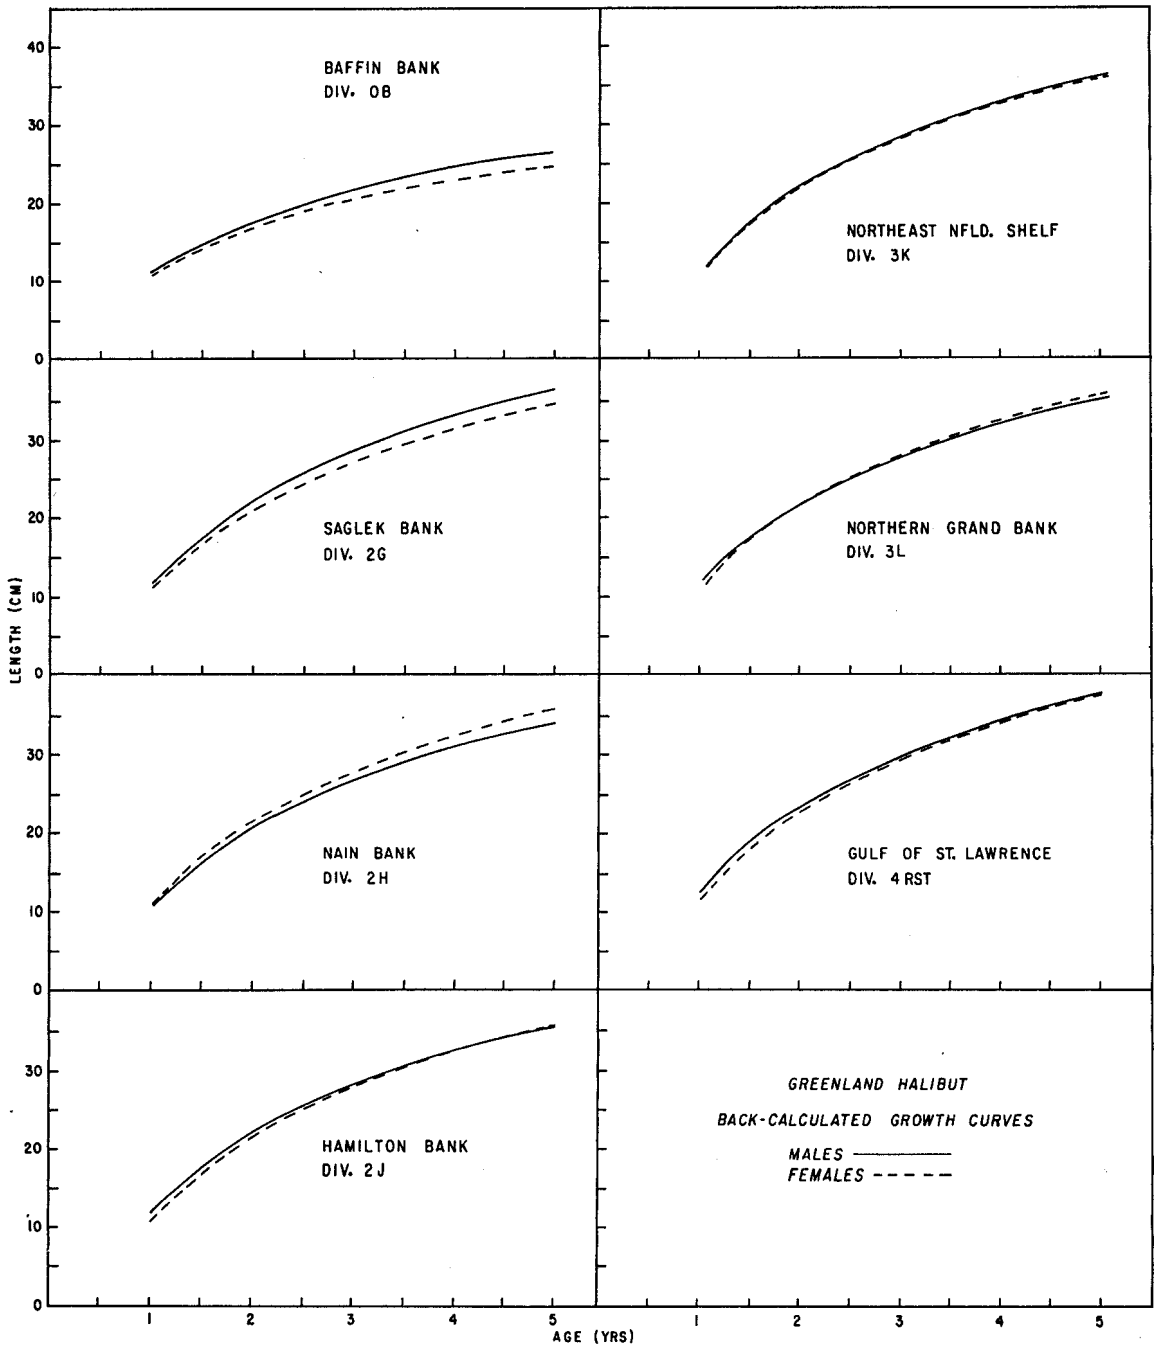 40
30
20
10
0
BAFFIN BANK
DIV. 0B
NORTHEAST NFLD. SHELF
DIV. 3K
30
20
10
0
SAGLEK BANK
DIV. 2G
NORTHERN GRAND BANK
DIV. 3L
LENGTH (CM)
30
20
10
0
NAIN BANK
DIV. 2H
GULF OF ST. LAWRENCE
DIV. 4RST
30
20
10
0
HAMILTON BANK
DIV. 2J
GREENLAND HALIBUT
BACK-CALCULATED GROWTH CURVES
MALES
FEMALES
1 2 3 4 5
1 2 3 4 5
AGE (YRS)